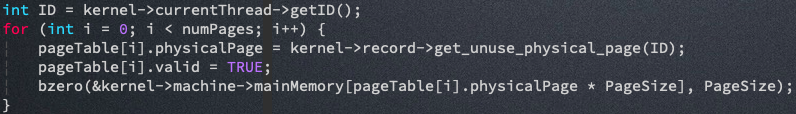 int ID = kernel->currentThread->getID();
for (int i = 0; i < numPages; i++) {
    pageTable[i].physicalPage = kernel->record->get_unuse_physical_page(ID);
    pageTable[i].valid = TRUE;
    bzero(&kernel->machine->mainMemory[pageTable[i].physicalPage * PageSize], PageSize);
}